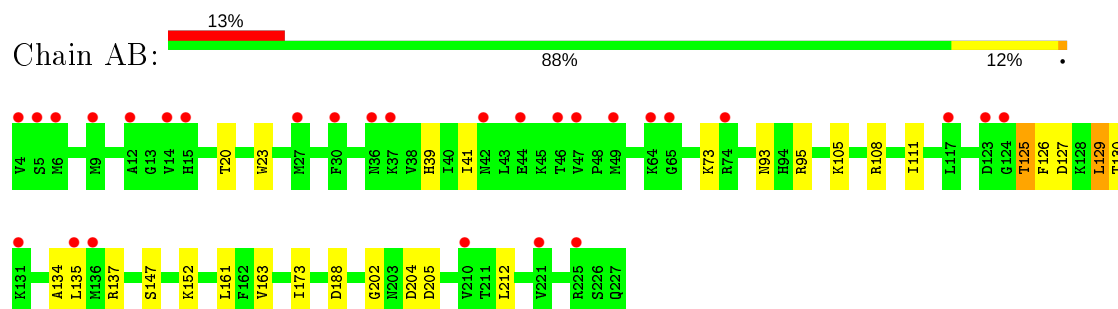 13%
Chain AB:
88% 12% •
V4 S5 M6 M9 A12 G13 V14 H15 T20 W23 M27 F30 N36 K37 V38 H39 I40 I41 N42 L43 E44 K45 T46 V47 P48 M49 K64 G65 K73 R74 N93 H94 R95 K105 R108 I111 L117 D123 G124 T125 F126 D127 K128 L129 T130
K131 A134 L135 M136 R137 S147 K152 L161 F162 V163 I173 D188 G202 N203 D204 D205 V210 T211 L212 V221 R225 S226 Q227